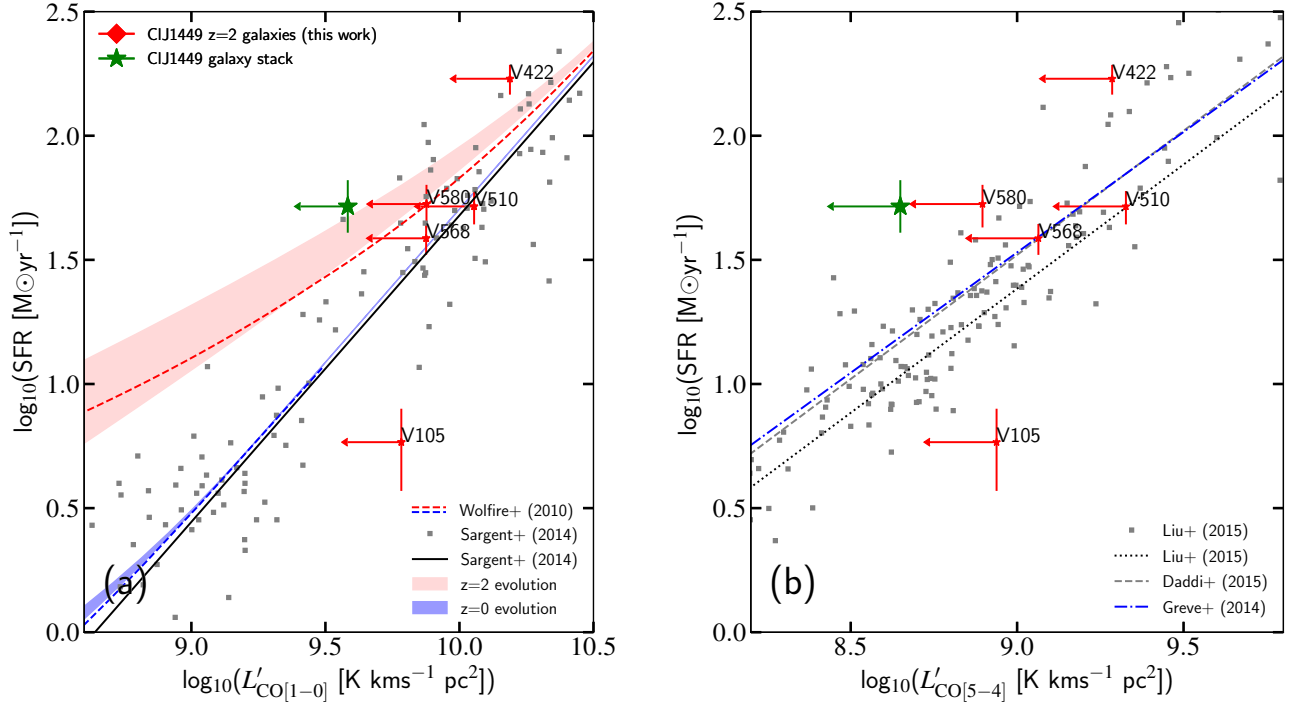 2.5
2.0
1.5
1.0
0.5
0.0
log₁₀(SFR [M⊙yr⁻¹)
ClJ1449 z=2 galaxies (this work)
ClJ1449 galaxy stack
V422
V580
V510
V568
V105
Wolfire+ (2010)
Sargent+ (2014)
Sargent+ (2014)
z=2 evolution
z=0 evolution
(a)
9.0 9.5 10.0 10.5
log₁₀(L′CO[1−0] [K kms⁻¹ pc²])
2.5
2.0
1.5
1.0
0.5
0.0
log₁₀(SFR [M⊙yr⁻¹)
V422
V580
V510
V568
V105
Liu+ (2015)
Liu+ (2015)
Daddi+ (2015)
Greve+ (2014)
(b)
8.5 9.0 9.5
log₁₀(L′CO[5−4] [K kms⁻¹ pc²])